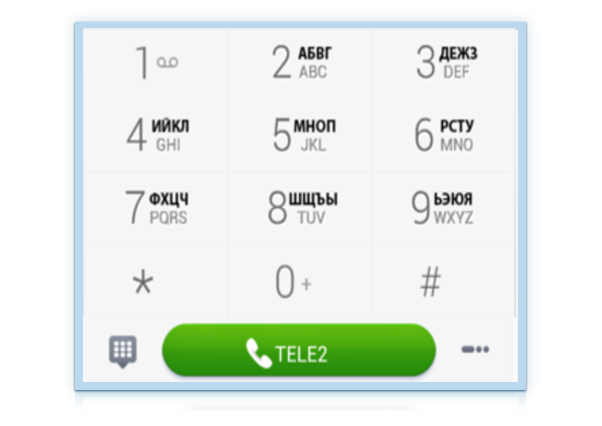 1
2 АБВГ
ABC
3 ДЕЖЗ
DEF
4 ИЙКЛ
GHI
5 МНОП
JKL
6 РСТУ
MNO
7 ФХЦЧ
PQRS
8 ШЩЪЫ
TUV
9 ЬЭЮЯ
WXYZ
*
0 +
#
TELE2